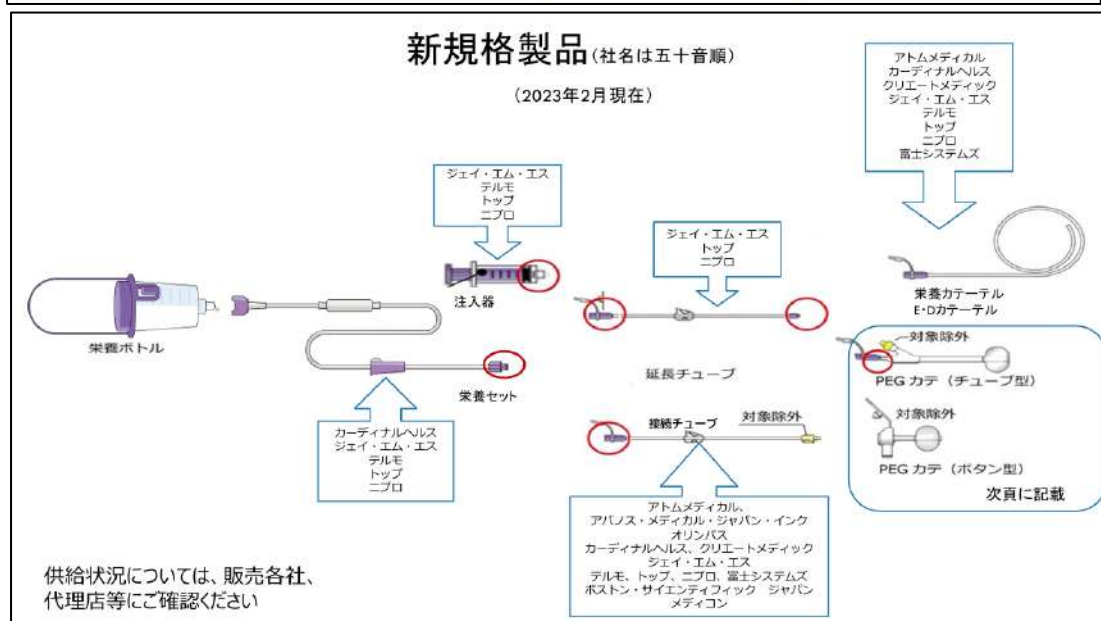 新規格製品(社名は五十音順)
(2023年2月現在)
アトムメディカル
カーディナルヘルス
クリエートメディック
ジェイ・エム・エス
テルモ
トップ
ニプロ
富士システムズ
ジェイ・エム・エス
テルモ
トップ
ニプロ
ジェイ・エム・エス
トップ
ニプロ
注入器
栄養カテーテル
E・Dカテーテル
栄養ボトル
対象除外
PEG カテ(チューブ型)
延長チューブ
栄養セット
接続チューブ
対象除外
対象除外
PEG カテ(ボタン型)
次頁に記載
カーディナルヘルス
ジェイ・エム・エス
テルモ
トップ
ニプロ
アトムメディカル、
アバノス・メディカル・ジャパン・インク
オリンパス
カーディナルヘルス、クリエートメディック
ジェイ・エム・エス
テルモ、トップ、ニプロ、富士システムズ
ボストン・サイエンティフィック ジャパン
メディコン
供給状況については、販売各社、
代理店等にご確認ください